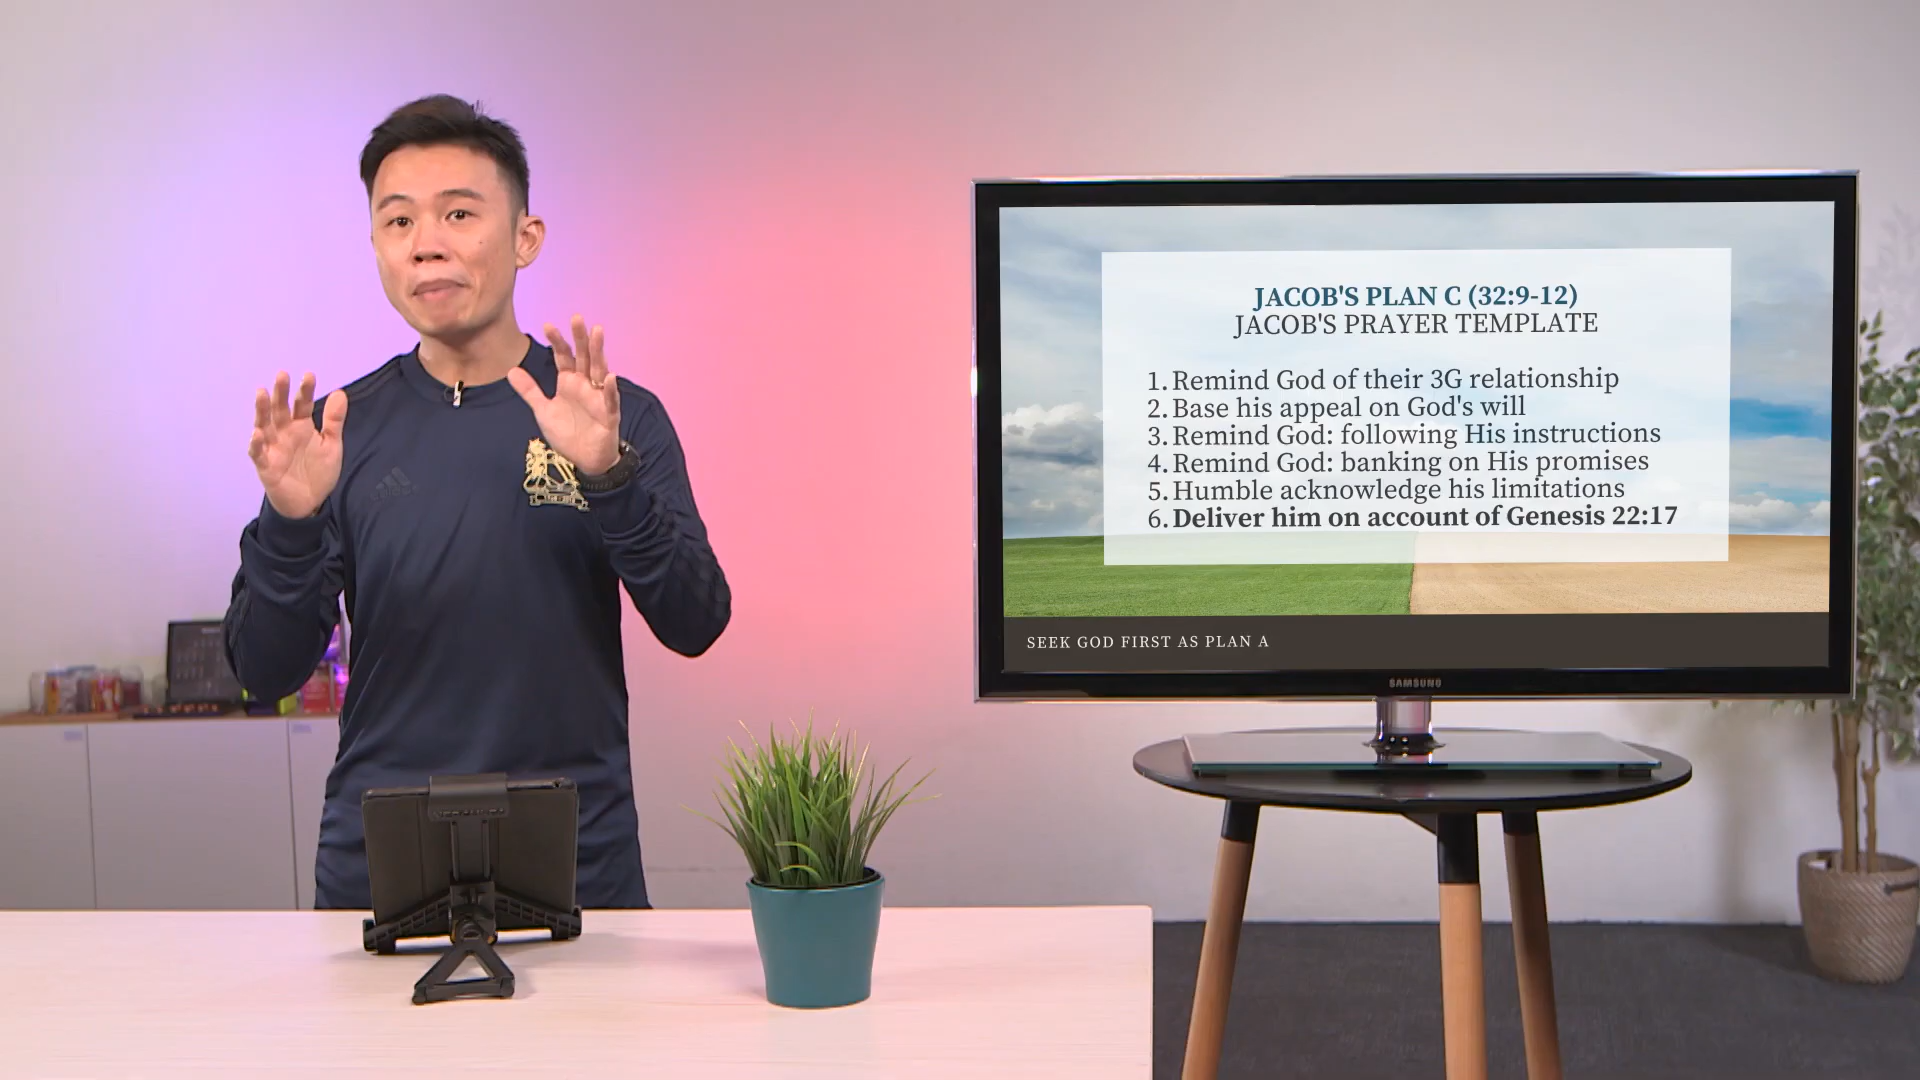 JACOB'S PLAN C (32:9-12)
JACOB'S PRAYER TEMPLATE
1. Remind God of their 3G relationship
2. Base his appeal on God's will
3. Remind God: following His instructions
4. Remind God: banking on His promises
5. Humble acknowledge his limitations
6. Deliver him on account of Genesis 22:17
SEEK GOD FIRST AS PLAN A
SAMSUNG